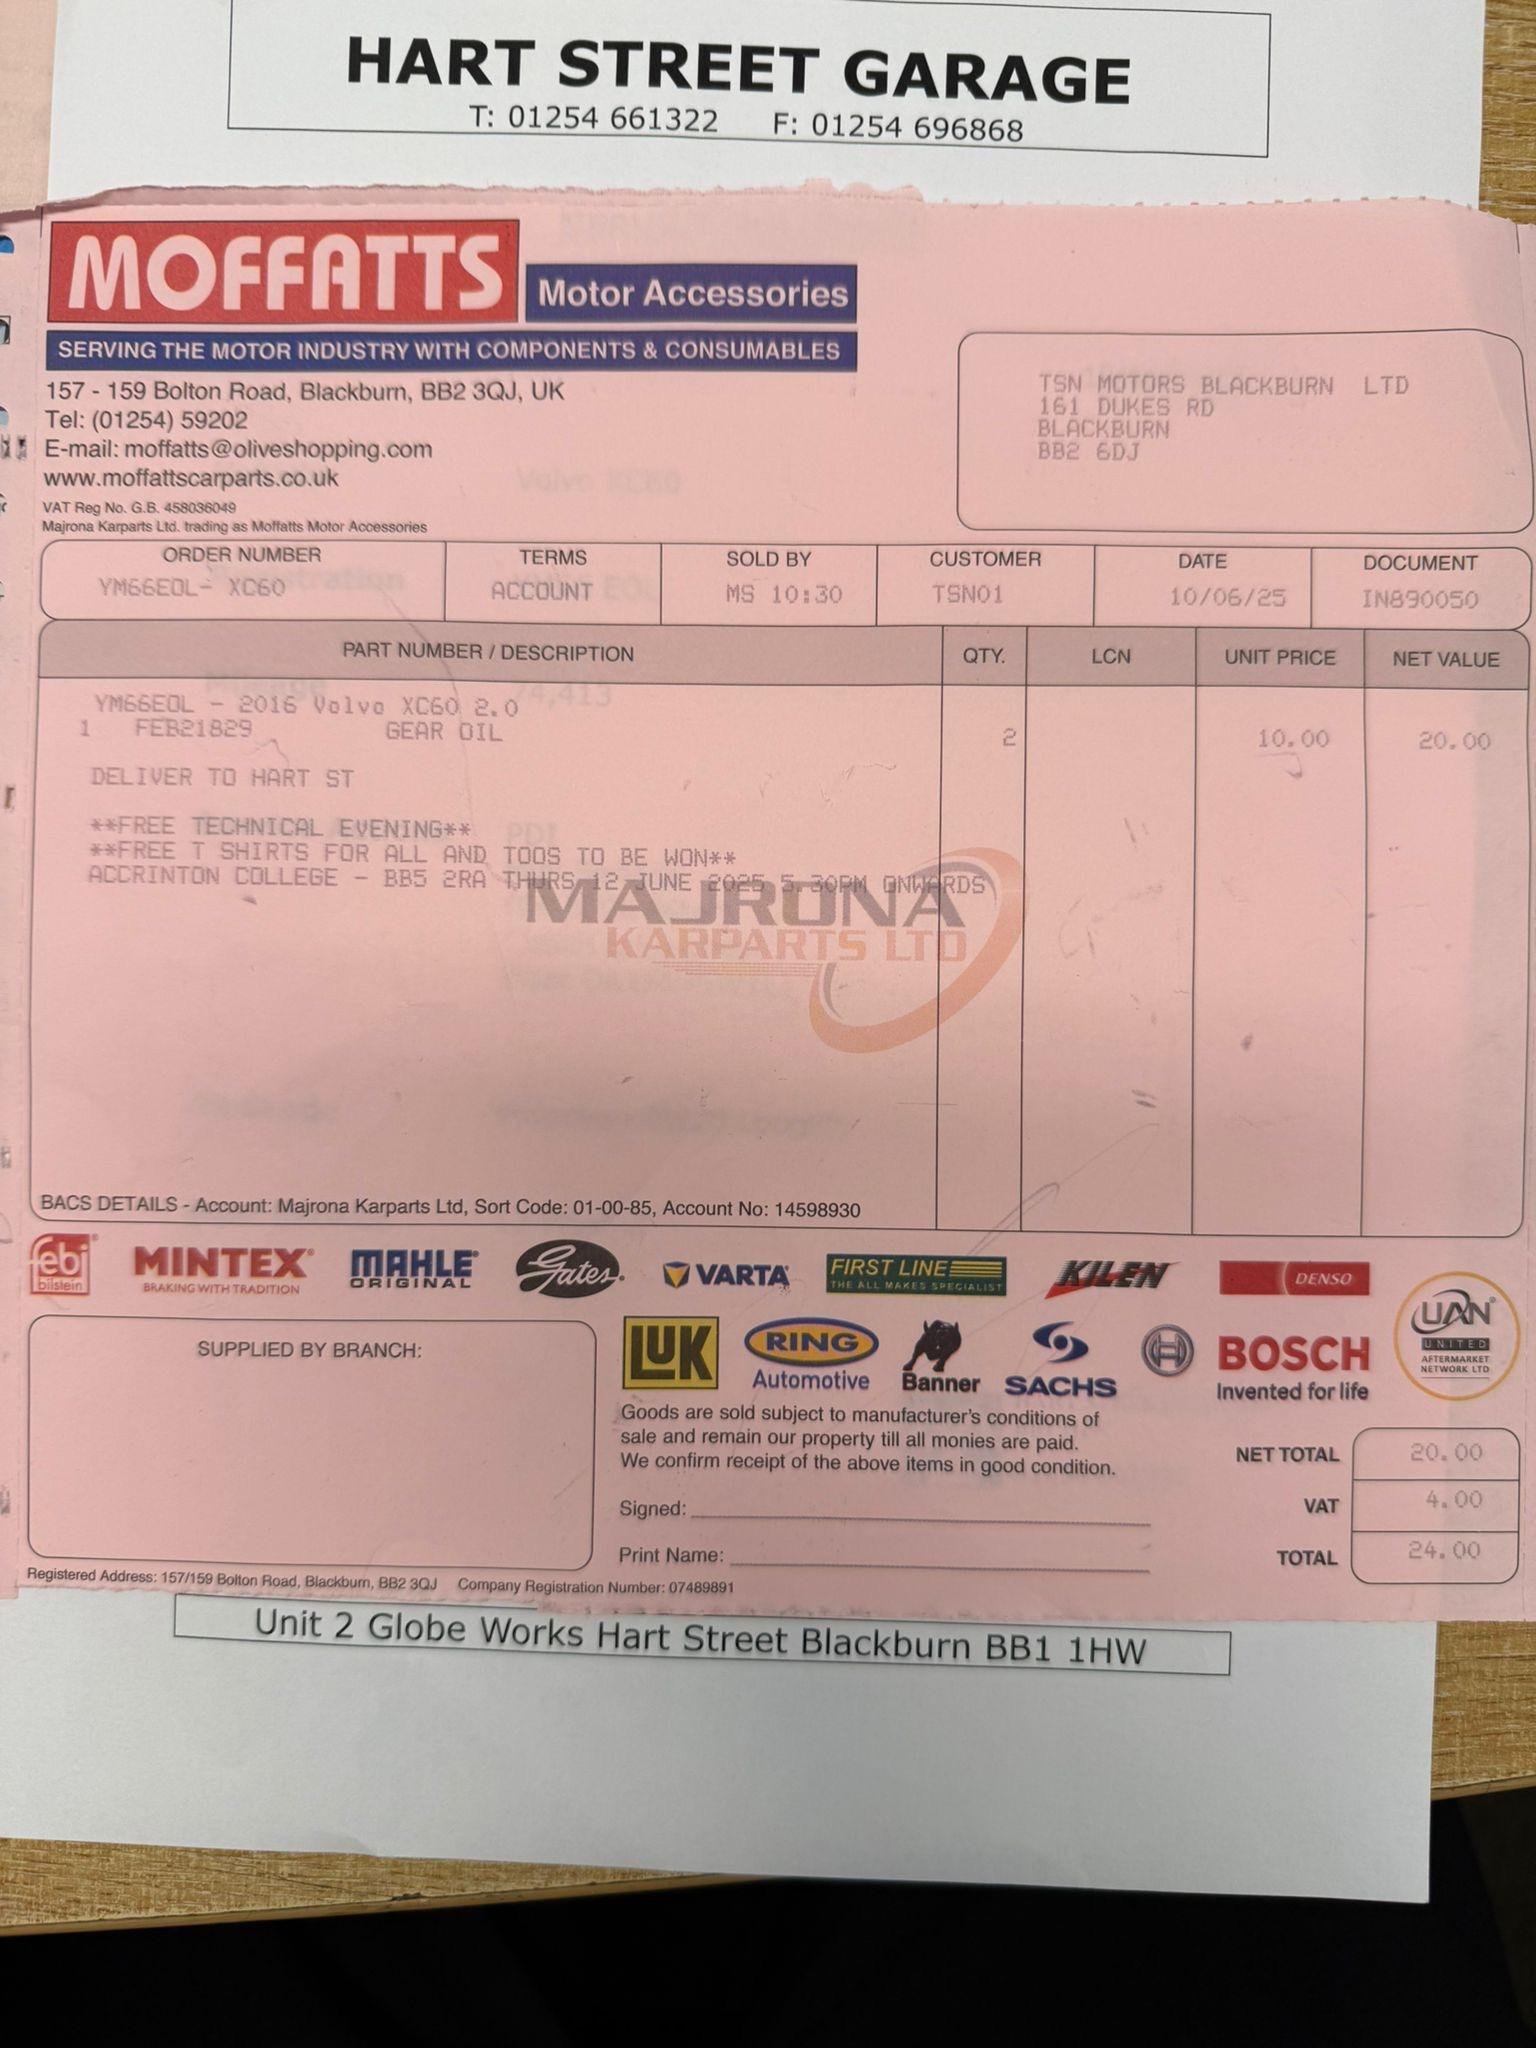 HART STREET GARAGE
T: 01254 661322 F: 01254 696868
MOFFATTS
Motor Accessories
SERVING THE MOTOR INDUSTRY WITH COMPONENTS & CONSUMABLES
157 - 159 Bolton Road, Blackburn, BB2 3QJ, UK
Tel: (01254) 59202
E-mail: moffatts@oliveshopping.com
www.moffattscarparts.co.uk
VAT Reg No. G.B. 458036049
Majrona Karparts Ltd. trading as Moffatts Motor Accessories
TSN MOTORS BLACKBURN LTD
161 DUKES RD
BLACKBURN
BB2 6DJ
ORDER NUMBER TERMS SOLD BY CUSTOMER DATE DOCUMENT
YM66EOL- XC60 ACCOUNT MS 10:30 TSN01 10/06/25 IN890050
PART NUMBER / DESCRIPTION QTY. LCN UNIT PRICE NET VALUE
YM66EOL - 2016 Volvo XC60 2.0
1 FEB21829 GEAR OIL 2 10.00 20.00
DELIVER TO HART ST
**FREE TECHNICAL EVENING**
**FREE T SHIRTS FOR ALL AND TOOS TO BE WON**
ACCRINTON COLLEGE - BB5 2RA THURS 12 JUNE 2025 5.30PM ONWARDS
MAJRONA
KARPARTS LTD
BACS DETAILS - Account: Majrona Karparts Ltd, Sort Code: 01-00-85, Account No: 14598930
febi bilstein
MINTEX
BRAKING WITH TRADITION
MAHLE
ORIGINAL
Gates
VARTA
FIRST LINE
THE ALL MAKES SPECIALIST
KILEN
DENSO
UAN
UNITED
AFTERMARKET
NETWORK LTD
LUK
RING
Automotive
Banner
SACHS
BOSCH
Invented for life
SUPPLIED BY BRANCH:
Goods are sold subject to manufacturer's conditions of
sale and remain our property till all monies are paid.
We confirm receipt of the above items in good condition.
Signed:
Print Name:
NET TOTAL 20.00
VAT 4.00
TOTAL 24.00
Registered Address: 157/159 Bolton Road, Blackburn, BB2 3QJ Company Registration Number: 07489891
Unit 2 Globe Works Hart Street Blackburn BB1 1HW